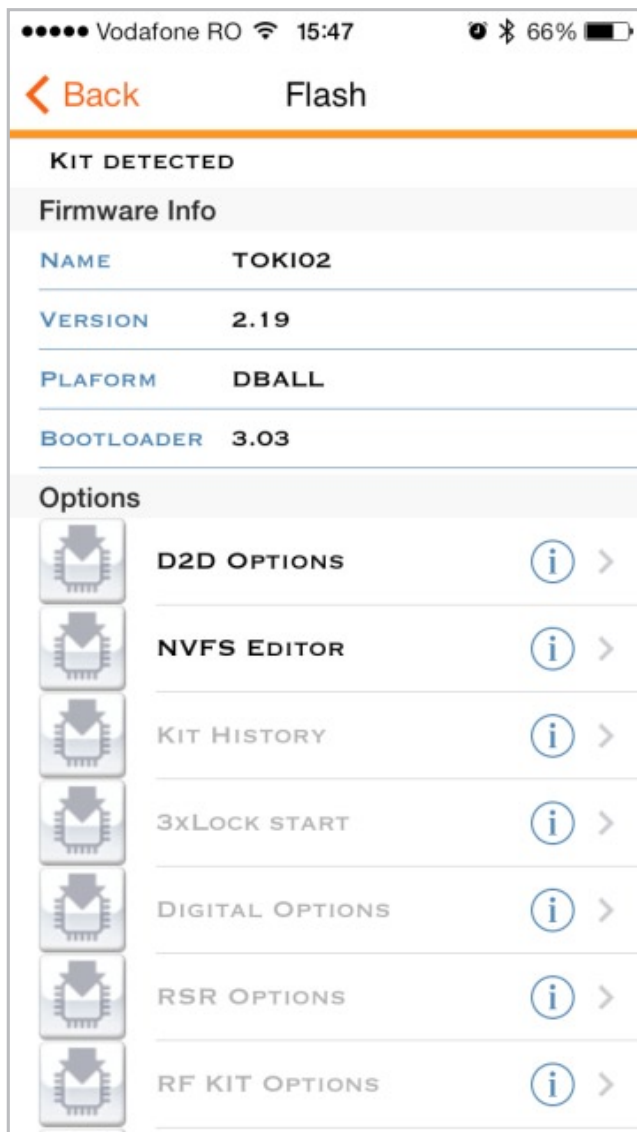 Vodafone RO 15:47 66%
Back Flash
KIT DETECTED
Firmware Info
NAME TOKI02
VERSION 2.19
PLAFORM DBALL
BOOTLOADER 3.03
Options
D2D OPTIONS
NVFS EDITOR
KIT HISTORY
3XLOCK START
DIGITAL OPTIONS
RSR OPTIONS
RF KIT OPTIONS